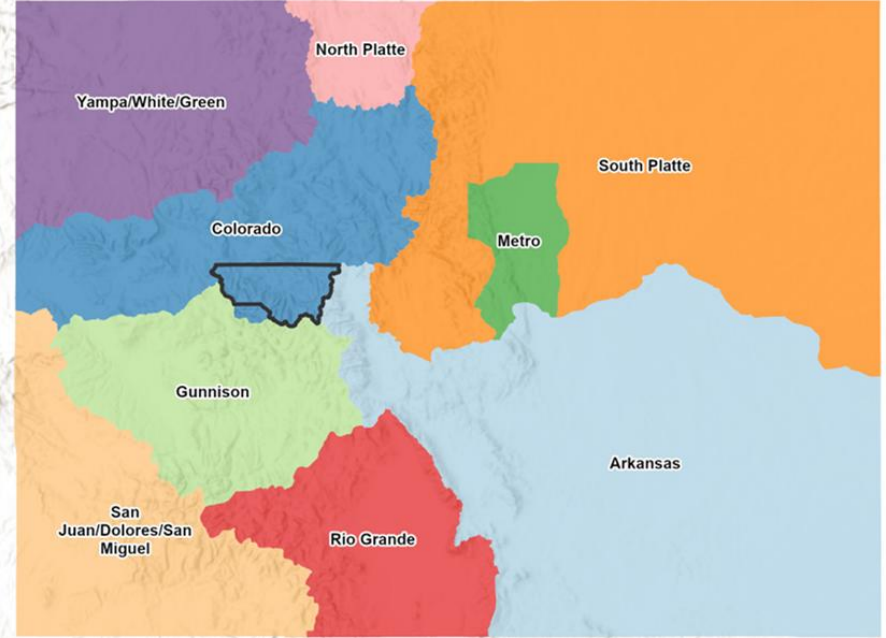 North Platte
Yampa/White/Green
South Platte
Colorado
Metro
Gunnison
Arkansas
San
Juan/Dolores/San
Miguel
Rio Grande